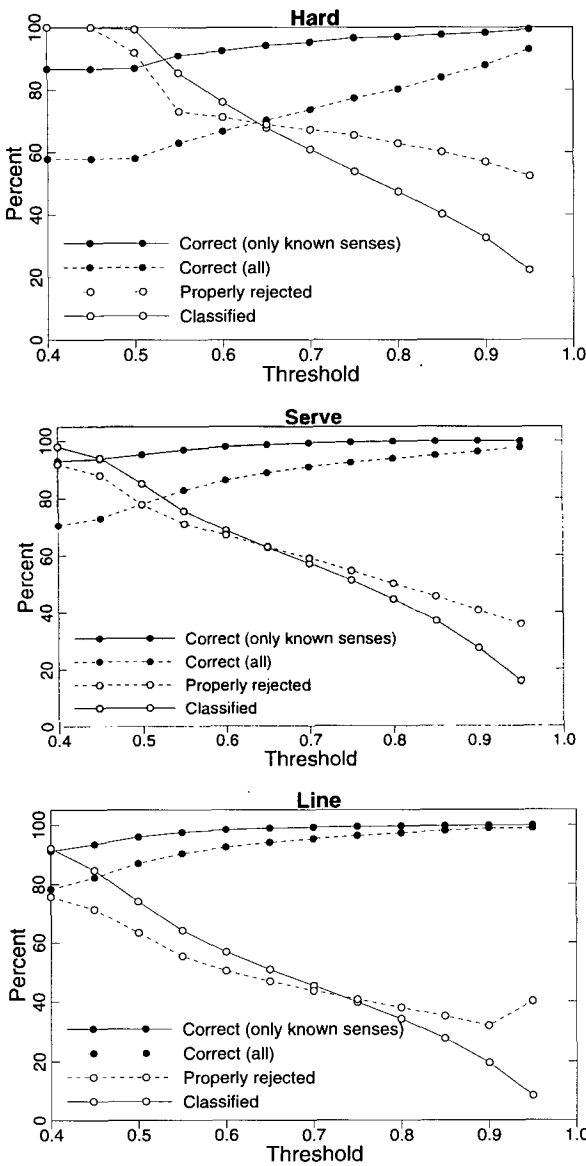 Hard
Percent
0 20 40 60 80 100
Correct (only known senses)
Correct (all)
Properly rejected
Classified
0.4 0.5 0.6 0.7 0.8 0.9 1.0
Threshold
Serve
Percent
0 20 40 60 80 100
Correct (only known senses)
Correct (all)
Properly rejected
Classified
0.4 0.5 0.6 0.7 0.8 0.9 1.0
Threshold
Line
Percent
0 20 40 60 80 100
Correct (only known senses)
Correct (all)
Properly rejected
Classified
0.4 0.5 0.6 0.7 0.8 0.9 1.0
Threshold